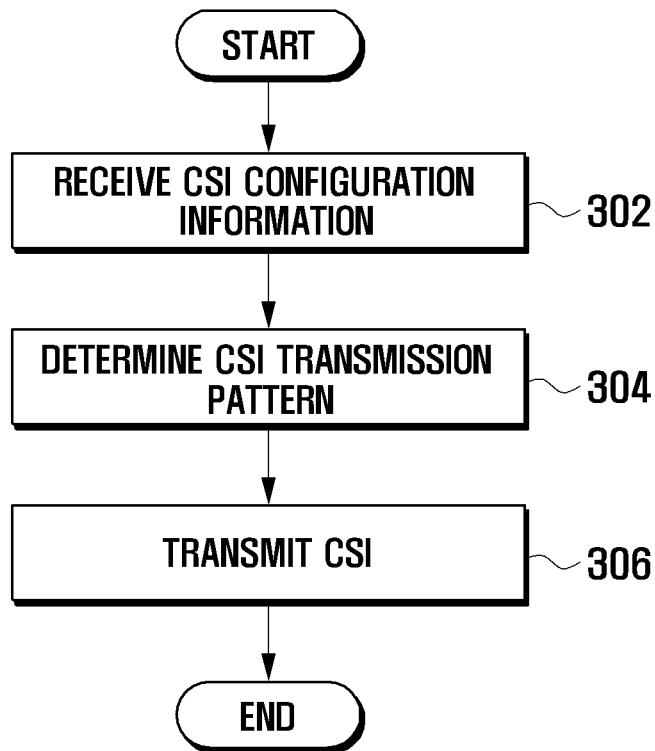 START
RECEIVE CSI CONFIGURATION
INFORMATION
302
DETERMINE CSI TRANSMISSION
PATTERN
304
TRANSMIT CSI
306
END